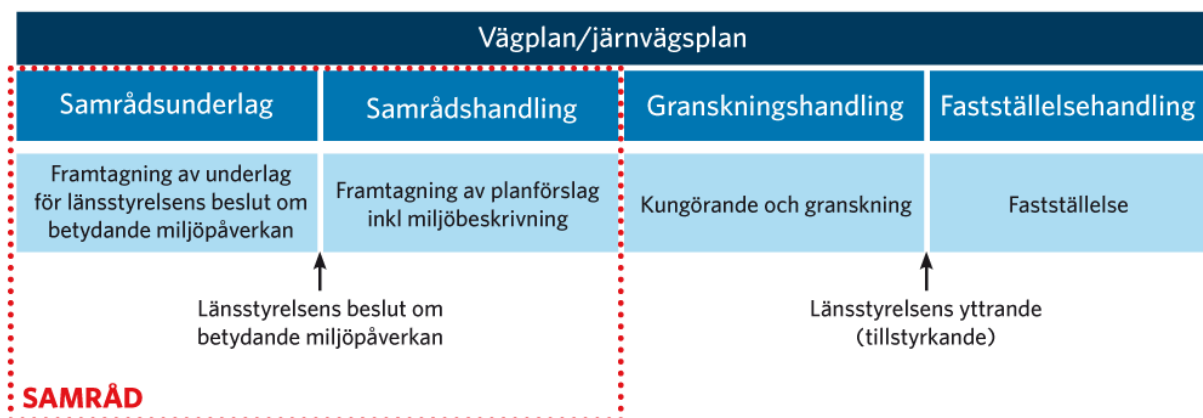 Vägplan/järnvägsplan
Samrådsunderlag
Samrådshandling
Granskningshandling
Fastställelsehandling
Framtagning av underlag
för länsstyrelsens beslut om
betydande miljöpåverkan
Framtagning av planförslag
inkl miljöbeskrivning
Kungörande och granskning
Fastställelse
Länsstyrelsens beslut om
betydande miljöpåverkan
Länsstyrelsens yttrande
(tillstyrkande)
SAMRÅD